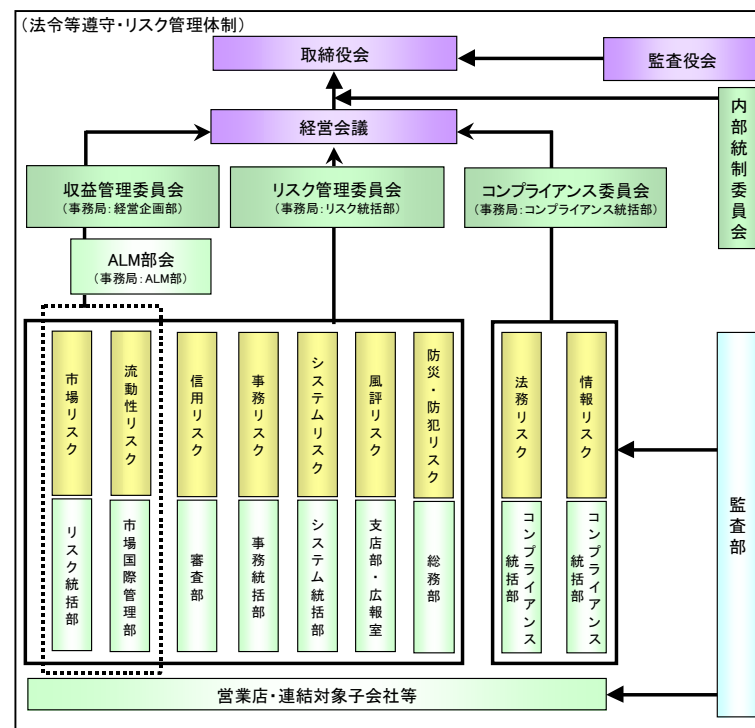 (法令等遵守・リスク管理体制)
取締役会
監査役会
経営会議
内部統制委員会
収益管理委員会
(事務局:経営企画部)
リスク管理委員会
(事務局:リスク統括部)
コンプライアンス委員会
(事務局:コンプライアンス統括部)
ALM部会
(事務局:ALM部)
市場リスク
流動性リスク
信用リスク
事務リスク
システムリスク
風評リスク
防災・防犯リスク
法務リスク
情報リスク
リスク統括部
市場国際管理部
審査部
事務統括部
システム統括部
支店部・広報室
総務部
コンプライアンス
統括部
コンプライアンス
統括部
監査部
営業店・連結対象子会社等